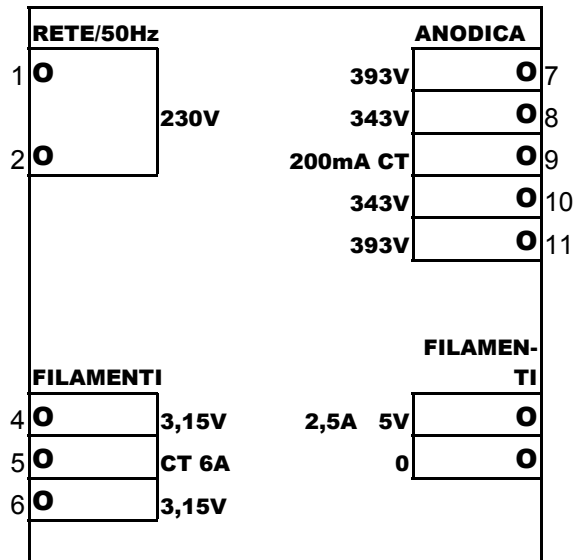 RETE/50Hz
1 O
230V
2 O
ANODICA
393V O 7
343V O 8
200mA CT O 9
343V O 10
393V O 11
FILAMENTI
4 O 3,15V
5 O CT 6A
6 O 3,15V
FILAMEN-
TI
2,5A 5V O
0 O